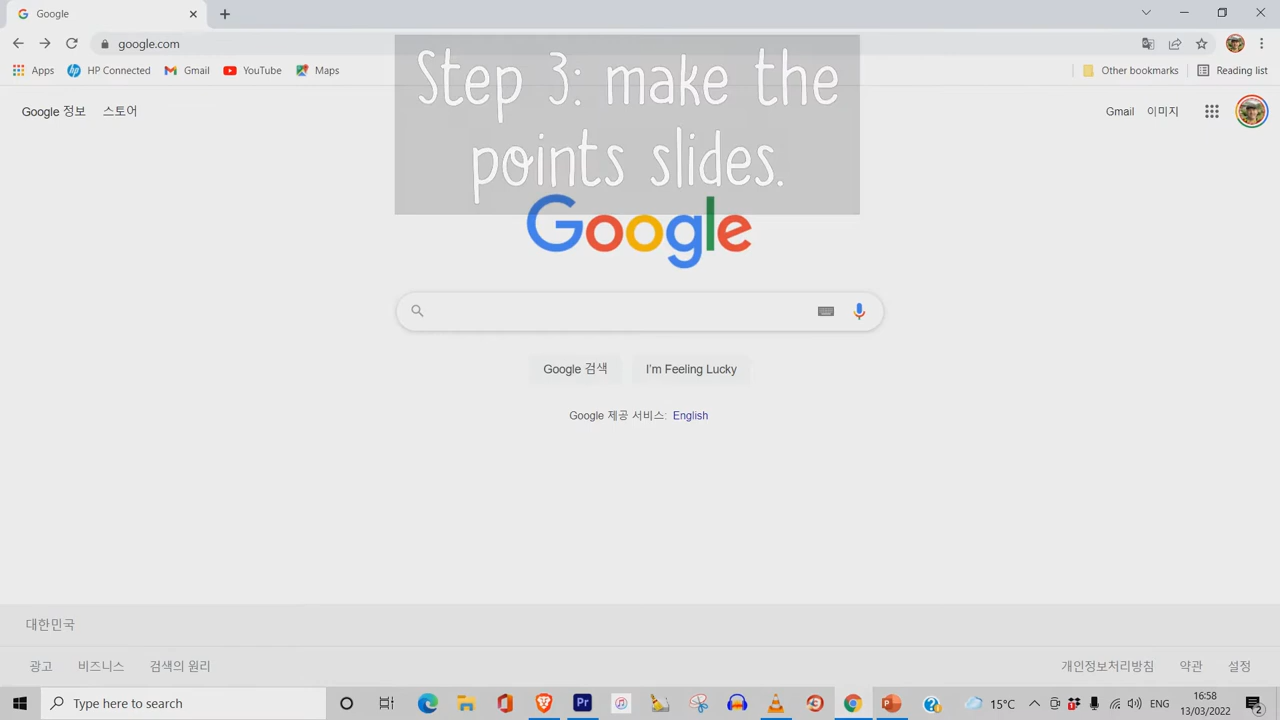 Google
google.com
Apps
HP Connected
Gmail
YouTube
Maps
Other bookmarks
Reading list
Step 3: make the
points slides.
Google 정보
스토어
Gmail
이미지
Google
Google 검색
I'm Feeling Lucky
Google 제공 서비스: English
대한민국
광고
비즈니스
검색의 원리
개인정보처리방침
약관
설정
Type here to search
Pr
15°C
ENG
16:58
13/03/2022
2